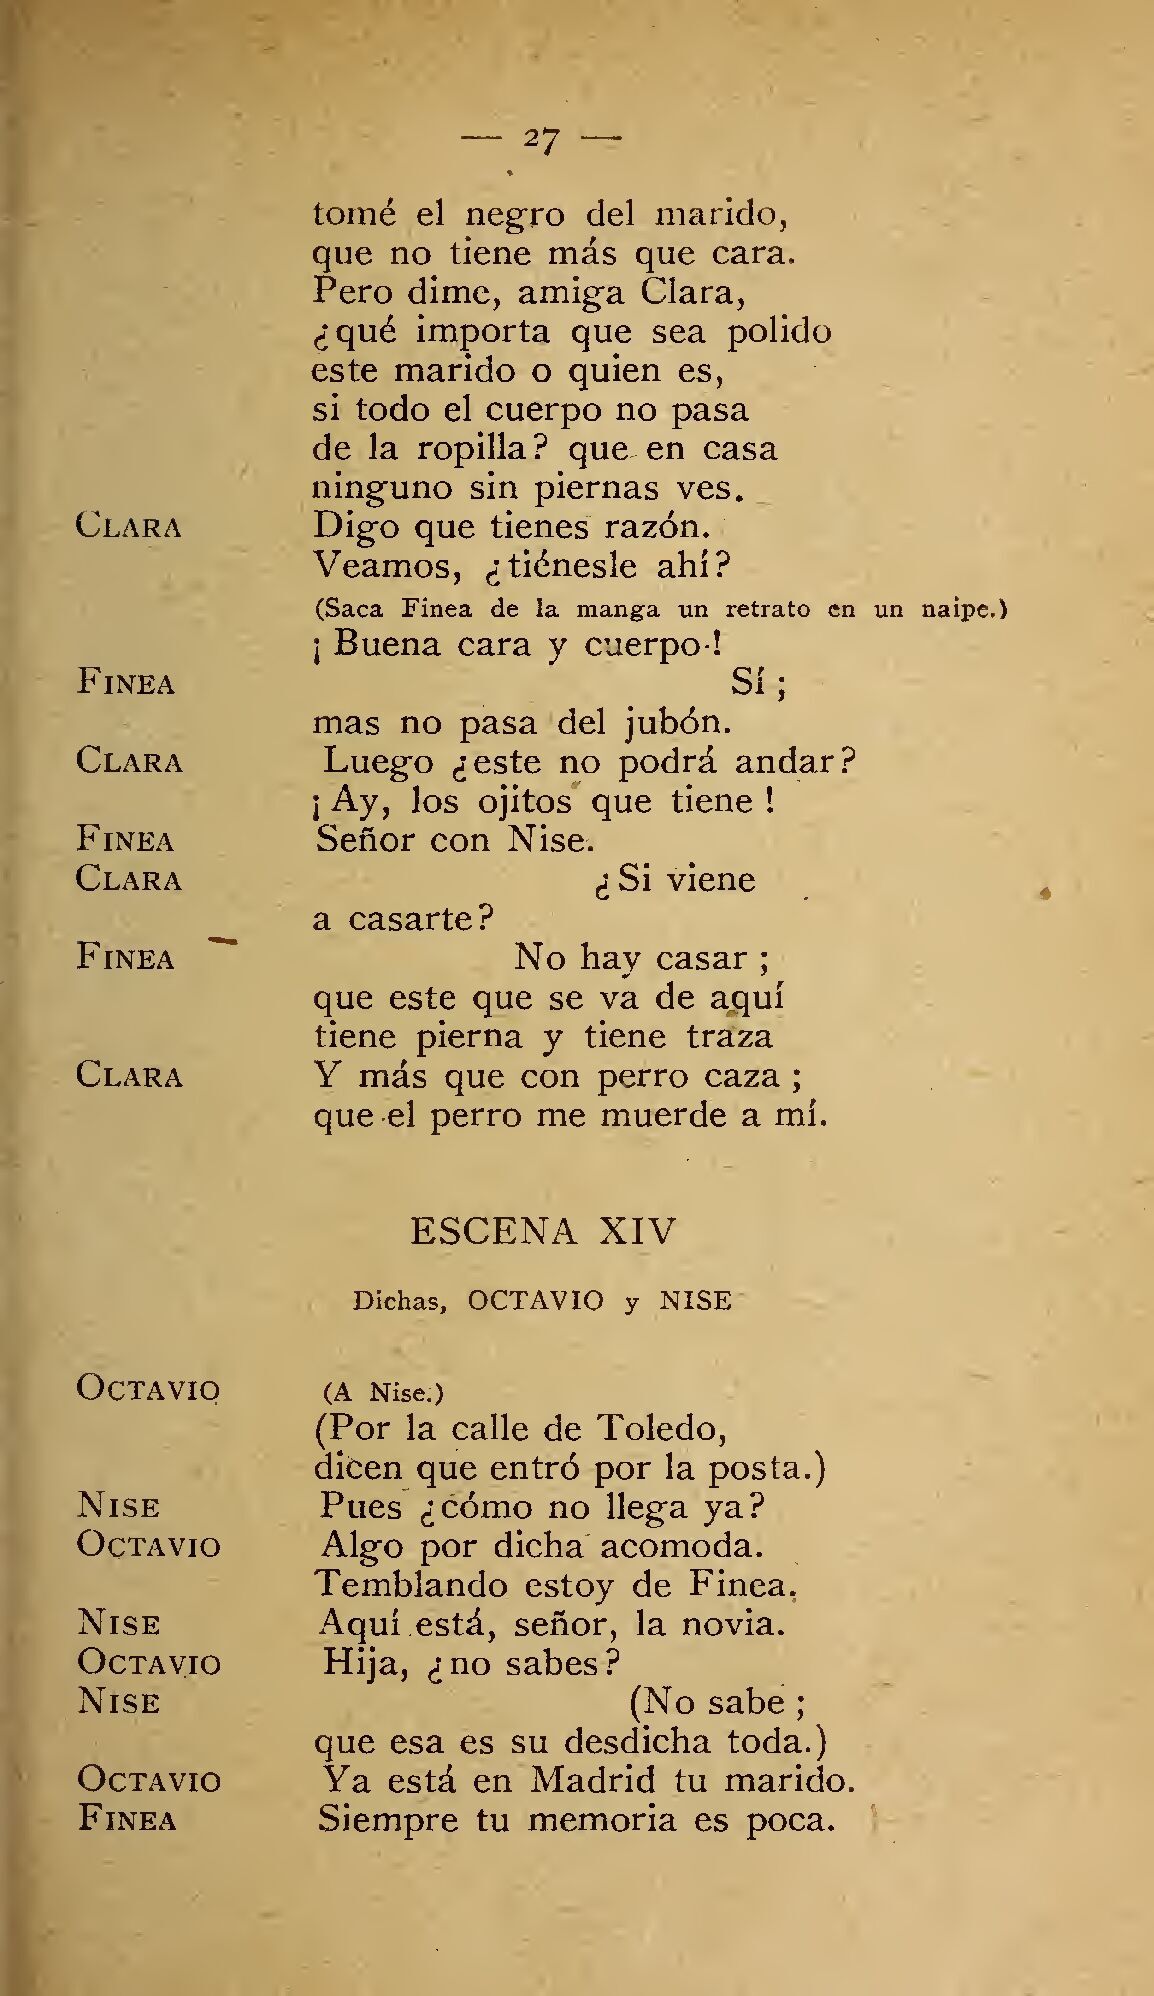 — 27 —
tomé el negro del marido,
que no tiene más que cara.
Pero dime, amiga Clara,
¿qué importa que sea polido
este marido o quien es,
si todo el cuerpo no pasa
de la ropilla? que en casa
ninguno sin piernas ves.
CLARA Digo que tienes razón.
Veamos, ¿tiénesle ahí?
(Saca Finea de la manga un retrato en un naipe.)
¡Buena cara y cuerpo!
FINEA Sí;
mas no pasa del jubón.
CLARA Luego ¿este no podrá andar?
¡Ay, los ojitos que tiene!
FINEA Señor con Nise.
CLARA ¿Si viene
a casarte?
FINEA No hay casar;
que este que se va de aquí
tiene pierna y tiene traza
CLARA Y más que con perro caza;
que el perro me muerde a mí.
ESCENA XIV
Dichas, OCTAVIO y NISE
OCTAVIO (A Nise.)
(Por la calle de Toledo,
dicen que entró por la posta.)
NISE Pues ¿cómo no llega ya?
OCTAVIO Algo por dicha acomoda.
Temblando estoy de Finea.
NISE Aquí está, señor, la novia.
OCTAVIO Hija, ¿no sabes?
NISE (No sabe;
que esa es su desdicha toda.)
OCTAVIO Ya está en Madrid tu marido.
FINEA Siempre tu memoria es poca.